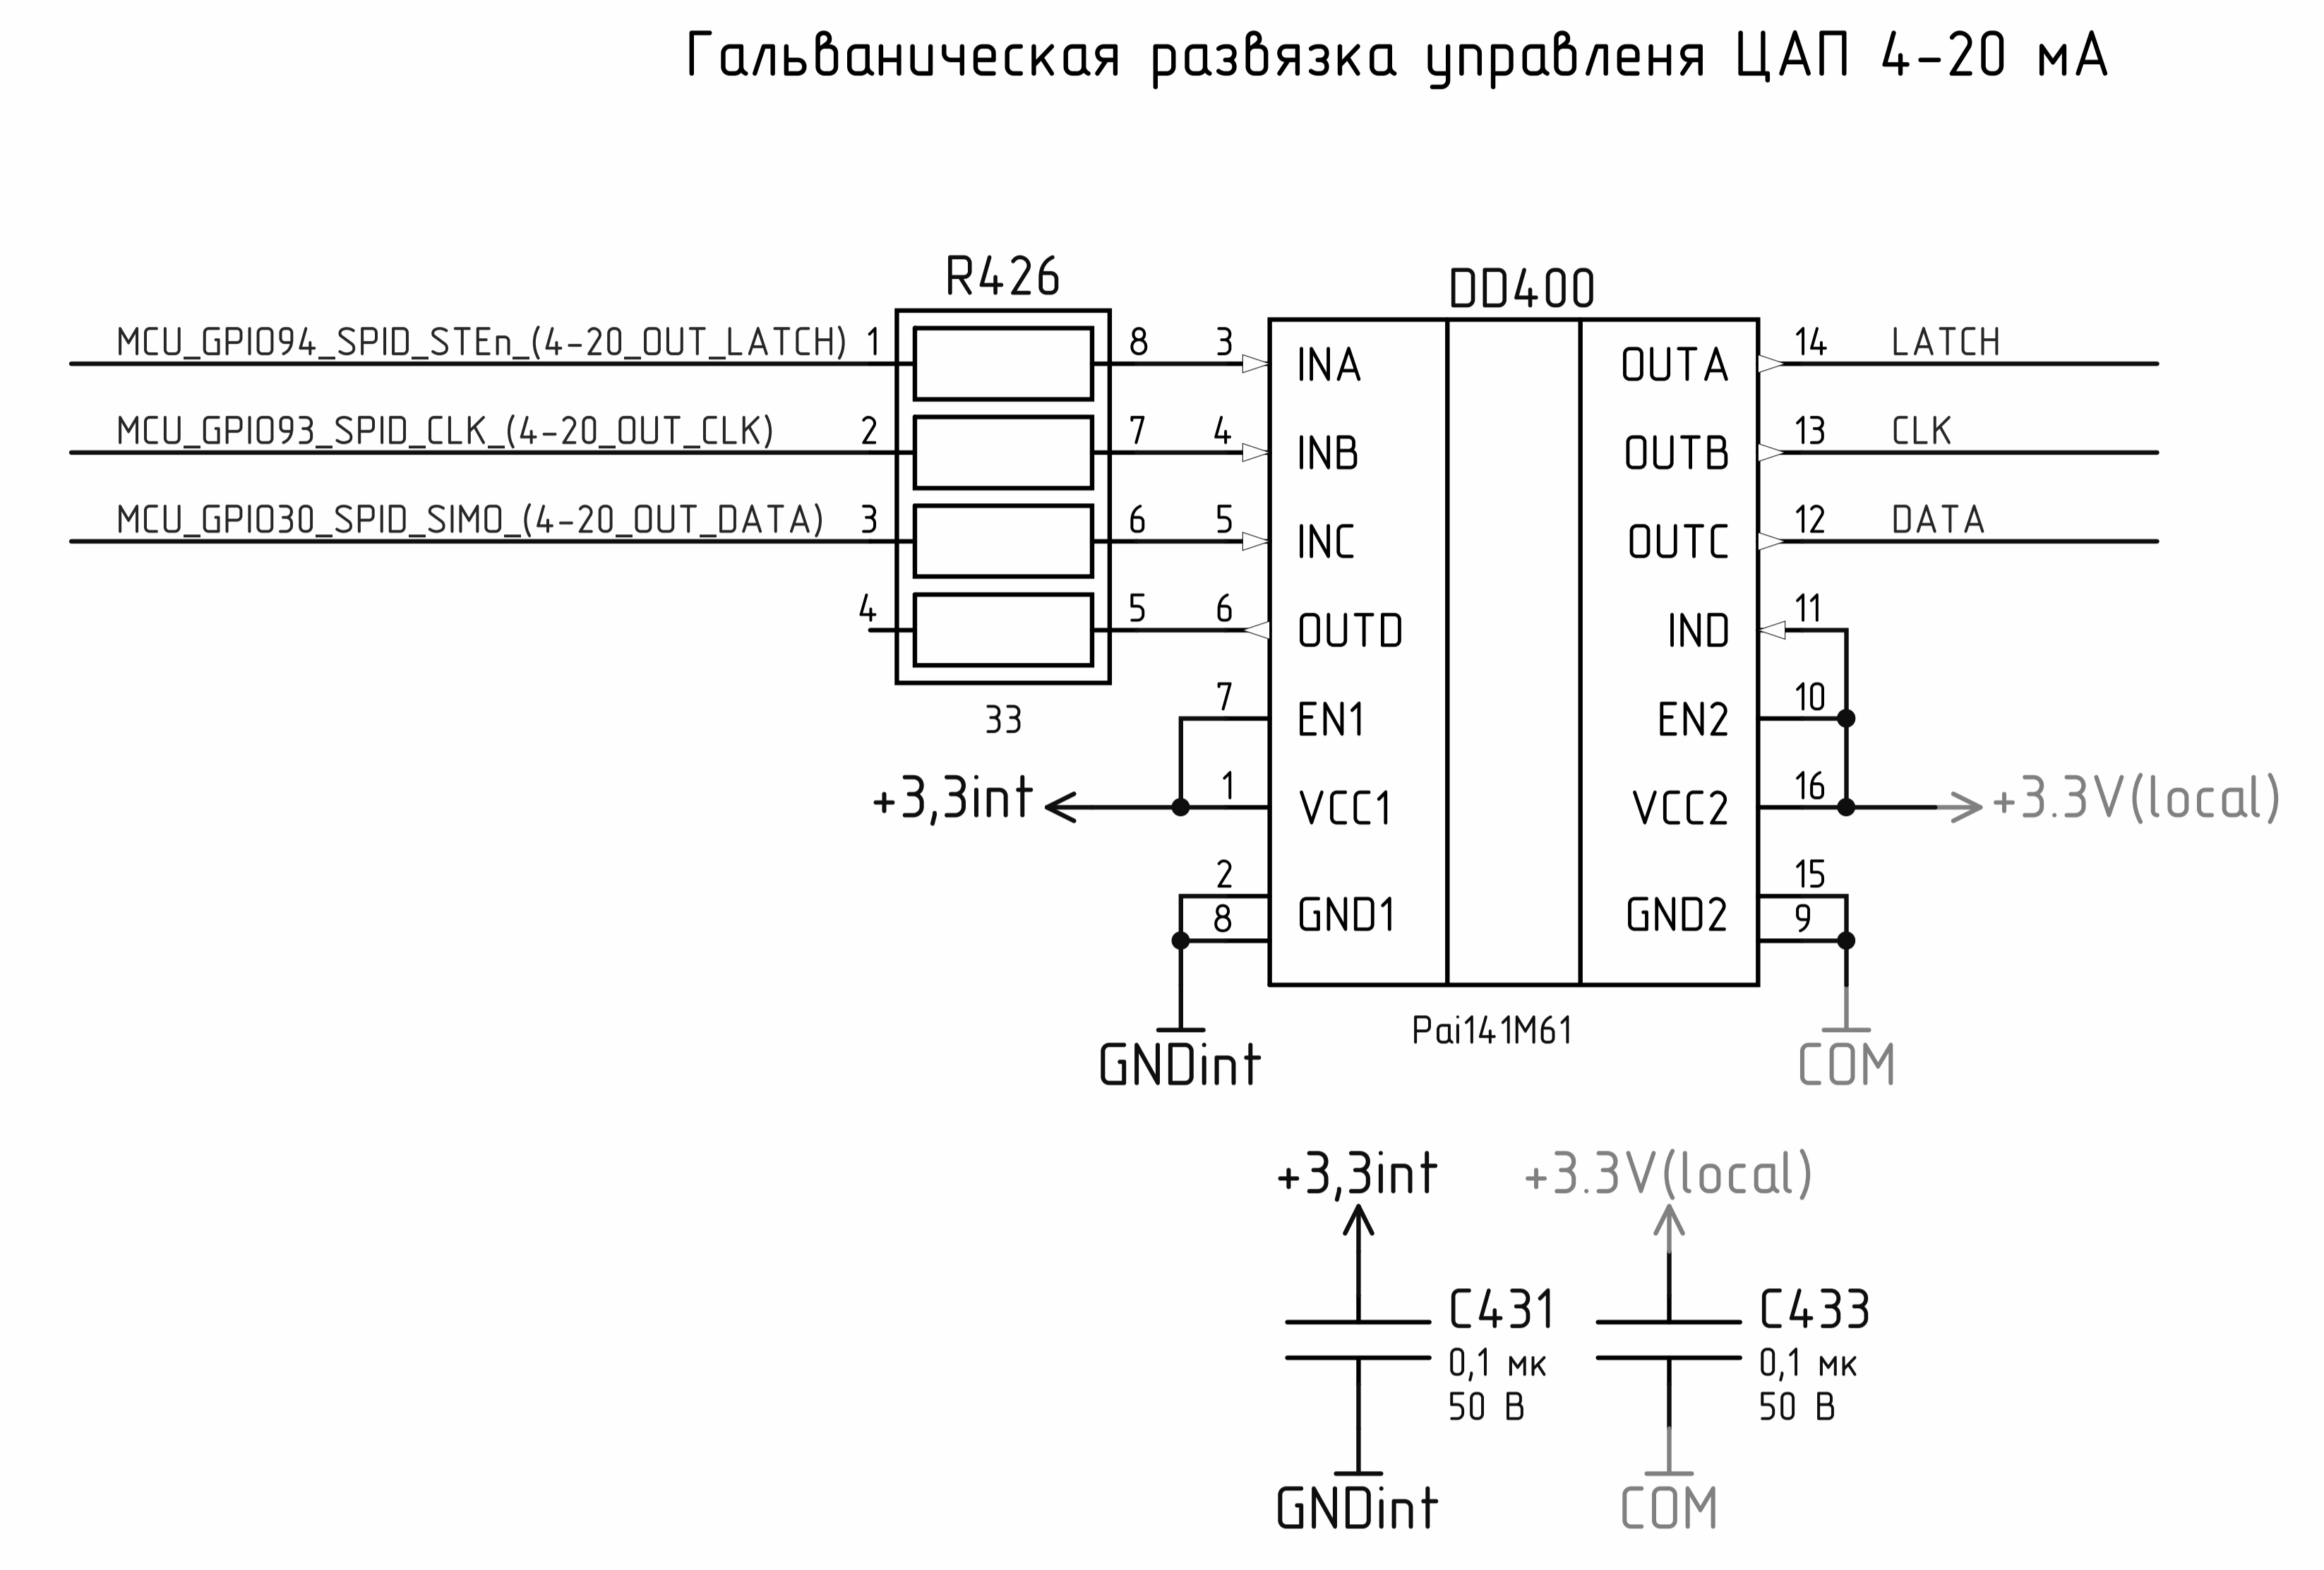 Гальваническая развязка управленя ЦАП 4-20 мА
R426
DD400
MCU_GPIO94_SPID_STEn_(4-20_OUT_LATCH) 1 8 3 INA OUTA 14 LATCH
MCU_GPIO93_SPID_CLK_(4-20_OUT_CLK) 2 7 4 INB OUTB 13 CLK
MCU_GPIO30_SPID_SIMO_(4-20_OUT_DATA) 3 6 5 INC OUTC 12 DATA
4 5 6 OUTD IND 11
33
7 EN1 EN2 10
+3,3int 1 VCC1 VCC2 16 +3.3V(local)
2 GND1 GND2 15
8 9
Pai141M61
GNDint COM
+3,3int +3.3V(local)
C431 C433
0,1 мк 0,1 мк
50 В 50 В
GNDint COM